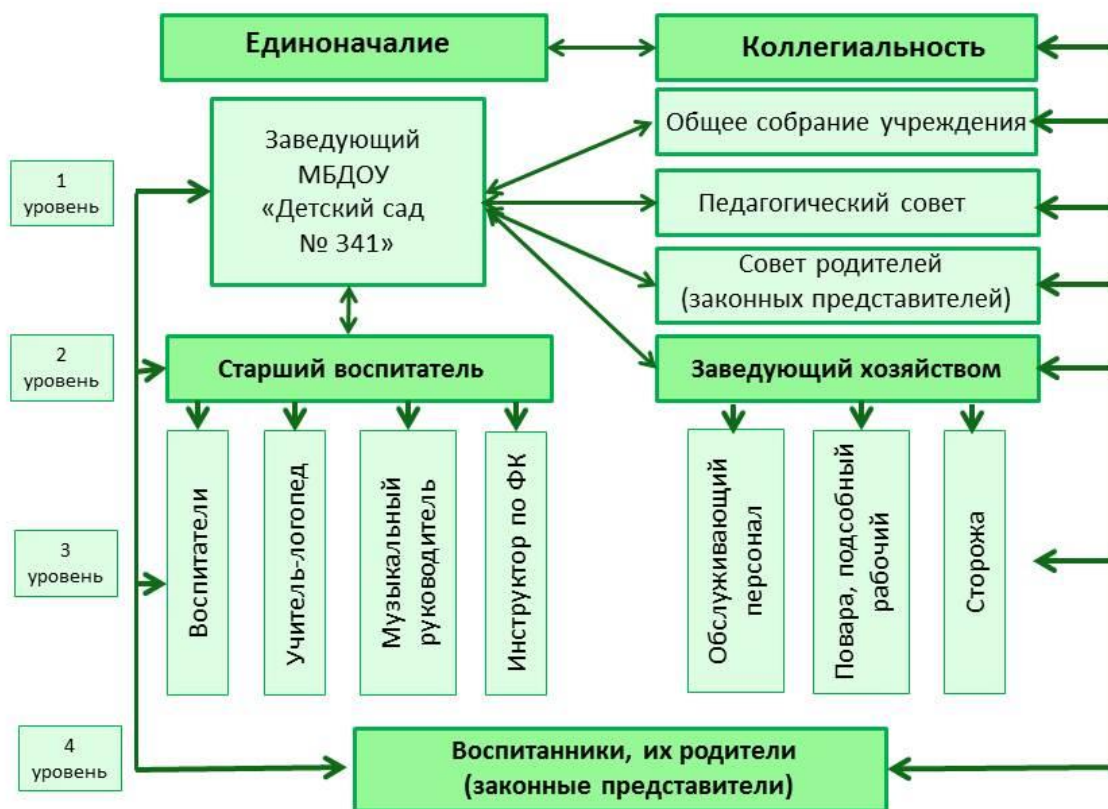 Единоначалие
Коллегиальность
1
уровень
Заведующий
МБДОУ
«Детский сад
№ 341»
Общее собрание учреждения
Педагогический совет
Совет родителей
(законных представителей)
2
уровень
Старший воспитатель
Заведующий хозяйством
3
уровень
Воспитатели
Учитель-логопед
Музыкальный
руководитель
Инструктор по ФК
Обслуживающий
персонал
Повара, подсобный
рабочий
Сторожа
4
уровень
Воспитанники, их родители
(законные представители)